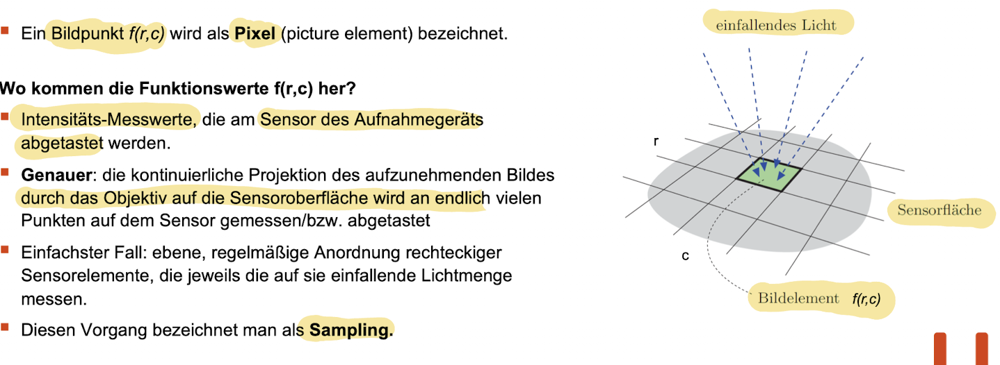 Ein Bildpunkt f(r,c) wird als Pixel (picture element) bezeichnet.
Wo kommen die Funktionswerte f(r,c) her?
Intensitäts-Messwerte, die am Sensor des Aufnahmegeräts
abgetastet werden.
Genauer: die kontinuierliche Projektion des aufzunehmenden Bildes
durch das Objektiv auf die Sensoroberfläche wird an endlich vielen
Punkten auf dem Sensor gemessen/bzw. abgetastet
Einfachster Fall: ebene, regelmäßige Anordnung rechteckiger
Sensorelemente, die jeweils die auf sie einfallende Lichtmenge
messen.
Diesen Vorgang bezeichnet man als Sampling.
einfallendes Licht
r
Sensorfläche
c
Bildelement f(r,c)